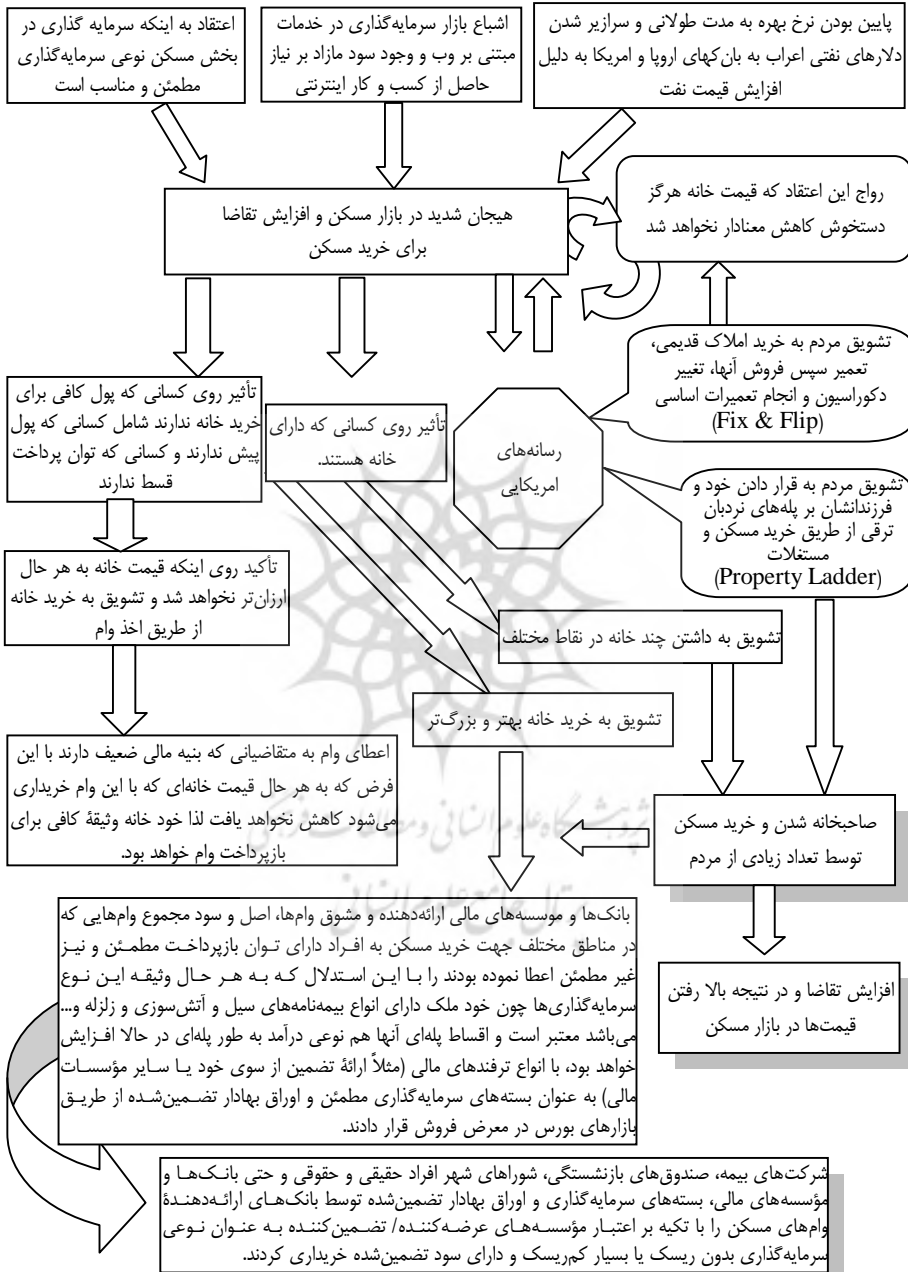 اعتقاد به اینکه سرمایه گذاری در
بخش مسکن نوعی سرمایه‌گذاری
مطمئن و مناسب است
اشباع بازار سرمایه‌گذاری در خدمات
مبتنی بر وب و وجود سود مازاد بر نیاز
حاصل از کسب و کار اینترنتی
پایین بودن نرخ بهره به مدت طولانی و سرازیر شدن
دلارهای نفتی اعراب به بان کهای اروپا و امریکا به دلیل
افزایش قیمت نفت
هیجان شدید در بازار مسکن و افزایش تقاضا
برای خرید مسکن
رواج این اعتقاد که قیمت خانه هرگز
دستخوش کاهش معنادار نخواهد شد
تأثیر روی کسانی که پول کافی برای
خرید خانه ندارند شامل کسانی که پول
پیش ندارند و کسانی که توان پرداخت
قسط ندارند
تأثیر روی کسانی که دارای
خانه هستند.
رسانه‌های
امریکایی
تشویق مردم به خرید املاک قدیمی،
تعمیر سپس فروش آنها، تغییر
دکوراسیون و انجام تعمیرات اساسی
(Fix & Flip)
تشویق مردم به قرار دادن خود و
فرزندانشان بر پله‌های نردبان
ترقی از طریق خرید مسکن و
مستغلات
(Property Ladder)
تأکید روی اینکه قیمت خانه به هر حال
ارزان‌تر نخواهد شد و تشویق به خرید خانه
از طریق اخذ وام
تشویق به داشتن چند خانه در نقاط مختلف
تشویق به خرید خانه بهتر و بزرگ‌تر
اعطای وام به متقاضیانی که بنیه مالی ضعیف دارند با این
فرض که به هر حال قیمت خانه‌ای که با این وام خریداری
می‌شود کاهش نخواهد یافت لذا خود خانه وثیقهٔ کافی برای
بازپرداخت وام خواهد بود.
صاحبخانه شدن و خرید مسکن
توسط تعداد زیادی از مردم
پژوهشگاه علوم انسانی و مطالعات فرهنگی
پرتال جامع علوم انسانی
افزایش تقاضا و در نتیجه بالا رفتن
قیمت‌ها در بازار مسکن
بانک‌ها و موسسه‌های مالی ارائه‌دهنده و مشوق وام‌ها، اصل و سود مجموع وام‌هایی که
در مناطق مختلف جهت خرید مسکن به افراد دارای توان بازپرداخت مطمئن و نیز
غیر مطمئن اعطا نموده بودند را با این استدلال که به هر حال وثیقه این نوع
سرمایه‌گذاری‌ها چون خود ملک دارای انواع بیمه‌نامه‌های سیل و آتش‌سوزی و زلزله و...
می‌باشد معتبر است و اقساط پله‌ای آنها هم نوعی درآمد به طور پله‌ای در حالا افزایش
خواهد بود، با انواع ترفندهای مالی (مثلاً ارائهٔ تضمین از سوی خود یا سایر مؤسسات
مالی) به عنوان بسته‌های سرمایه‌گذاری مطمئن و اوراق بهادار تضمین‌شده از طریق
بازارهای بورس در معرض فروش قرار دادند.
شرکت‌های بیمه، صندوق‌های بازنشستگی، شوراهای شهر افراد حقیقی و حقوقی و حتی بانک‌ها و
مؤسسه‌های مالی، بسته‌های سرمایه‌گذاری و اوراق بهادار تضمین‌شده توسط بانک‌های ارائه‌دهندهٔ
وام‌های مسکن را با تکیه بر اعتبار مؤسسه‌های عرضه‌کننده/ تضمین‌کننده به عنوان نوعی
سرمایه‌گذاری بدون ریسک یا بسیار کم‌ریسک و دارای سود تضمین‌شده خریداری کردند.